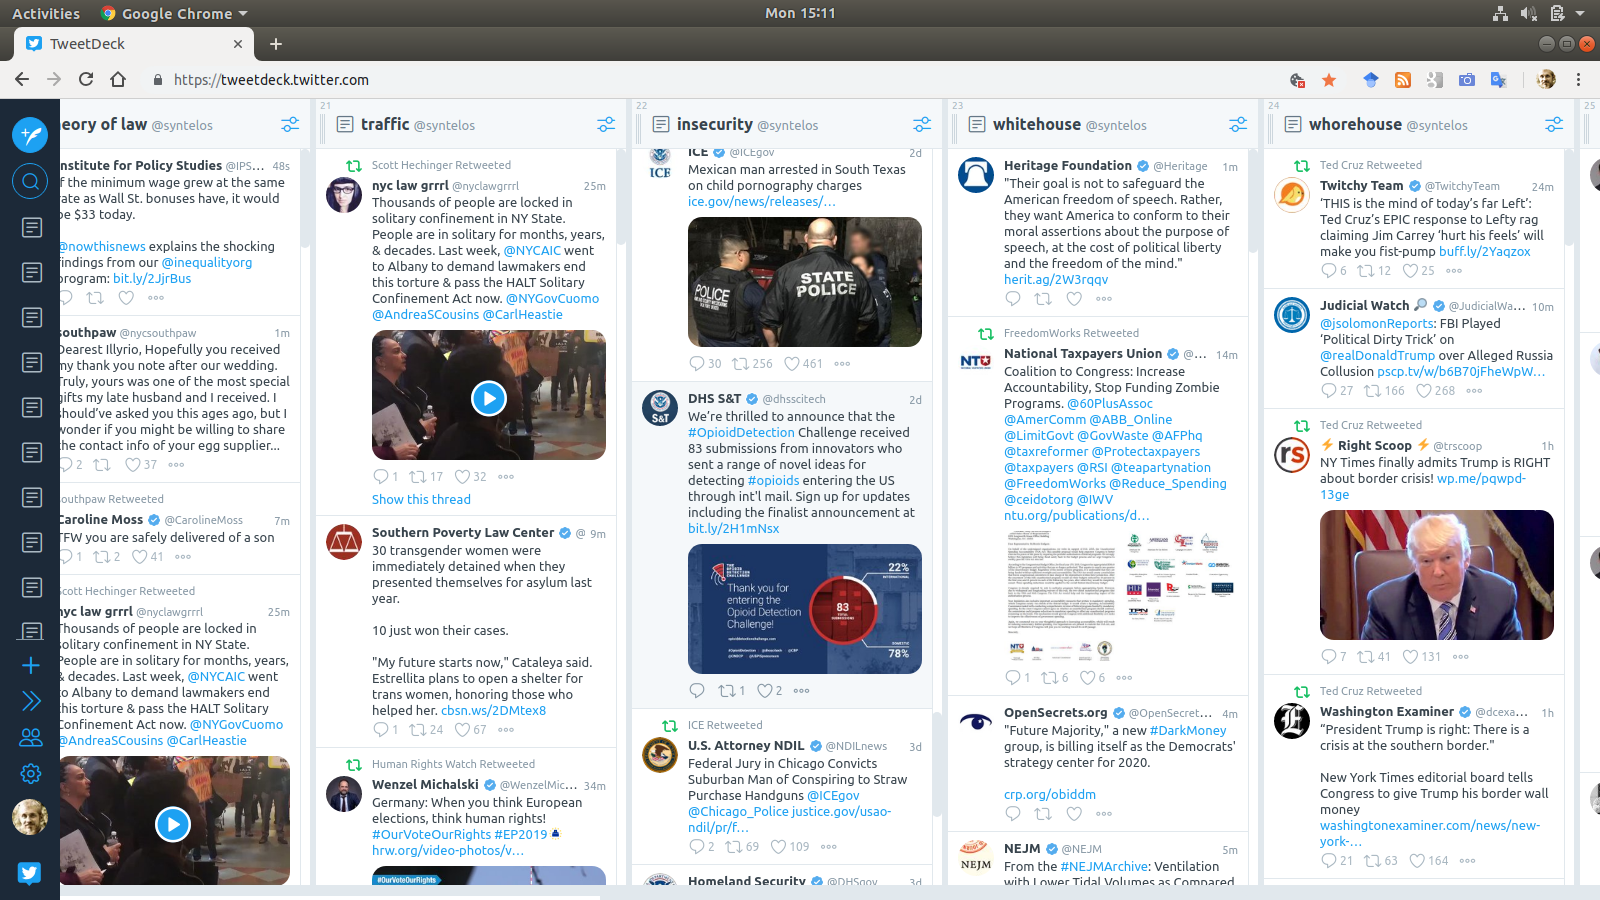 Activities
Google Chrome
Mon 15:11
TweetDeck
https://tweetdeck.twitter.com
eory of law @syntelos
nstitute for Policy Studies @IPS... 48s
f the minimum wage grew at the same
ate as Wall St. bonuses have, it would
be $33 today.
@nowthisnews explains the shocking
findings from our @inequalityorg
program: bit.ly/2JjrBus
southpaw @nycsouthpaw 1m
Dearest Illyrio, Hopefully you received
my thank you note after our wedding.
Truly, yours was one of the most special
gifts my late husband and I received. I
should've asked you this ages ago, but I
wonder if you might be willing to share
the contact info of your egg supplier...
2 37
southpaw Retweeted
Caroline Moss @CarolineMoss 7m
TFW you are safely delivered of a son
1 2 41
Scott Hechinger Retweeted
nyc law grrrl @nyclawgrrrl 25m
Thousands of people are locked in
solitary confinement in NY State.
People are in solitary for months, years,
& decades. Last week, @NYCAIC went
to Albany to demand lawmakers end
this torture & pass the HALT Solitary
Confinement Act now. @NYGovCuomo
@AndreaSCousins @CarlHeastie
21
traffic @syntelos
Scott Hechinger Retweeted
nyc law grrrl @nyclawgrrrl 25m
Thousands of people are locked in
solitary confinement in NY State.
People are in solitary for months, years,
& decades. Last week, @NYCAIC went
to Albany to demand lawmakers end
this torture & pass the HALT Solitary
Confinement Act now. @NYGovCuomo
@AndreaSCousins @CarlHeastie
1 17 32
Show this thread
Southern Poverty Law Center @ 9m
30 transgender women were
immediately detained when they
presented themselves for asylum last
year.
10 just won their cases.
"My future starts now," Cataleya said.
Estrellita plans to open a shelter for
trans women, honoring those who
helped her. cbsn.ws/2DMtex8
1 24 67
Human Rights Watch Retweeted
Wenzel Michalski @WenzelMic... 34m
Germany: When you think European
elections, think human rights!
#OurVoteOurRights #EP2019
hrw.org/video-photos/v...
#OurVoteOurRights
22
insecurity @syntelos
ICE @ICEgov 2d
ICE
Mexican man arrested in South Texas
on child pornography charges
ice.gov/news/releases/...
POLICE
STATE
POLICE
30 256 461
DHS S&T @dhsscitech 2d
S&T
We're thrilled to announce that the
#OpioidDetection Challenge received
83 submissions from innovators who
sent a range of novel ideas for
detecting #opioids entering the US
through int'l mail. Sign up for updates
including the finalist announcement at
bit.ly/2H1mNsx
THE OPIOID DETECTION CHALLENGE
Thank you for
entering the
Opioid Detection
Challenge!
22%
INTERNATIONAL
83
TOTAL
SUBMISSIONS
DOMESTIC
78%
opioiddetectionchallenge.com
1 2
ICE Retweeted
U.S. Attorney NDIL @NDILnews 3d
Federal Jury in Chicago Convicts
Suburban Man of Conspiring to Straw
Purchase Handguns @ICEgov
@Chicago_Police justice.gov/usao-
ndil/pr/f...
2 69 109
Homeland Security @DHSgov 3d
23
whitehouse @syntelos
Heritage Foundation @Heritage 1m
"Their goal is not to safeguard the
American freedom of speech. Rather,
they want America to conform to their
moral assertions about the purpose of
speech, at the cost of political liberty
and the freedom of the mind."
herit.ag/2W3rqqv
FreedomWorks Retweeted
National Taxpayers Union @... 14m
NTU
Coalition to Congress: Increase
Accountability, Stop Funding Zombie
Programs. @60PlusAssoc
@AmerComm @ABB_Online
@LimitGovt @GovWaste @AFPhq
@taxreformer @Protectaxpayers
@taxpayers @RSI @teapartynation
@FreedomWorks @Reduce_Spending
@ceidotorg @IWV
ntu.org/publications/d...
1 6 6
OpenSecrets.org @OpenSecret... 4m
"Future Majority," a new #DarkMoney
group, is billing itself as the Democrats'
strategy center for 2020.
crp.org/obiddm
NEJM @NEJM 5m
NEJM
From the #NEJMArchive: Ventilation
with Lower Tidal Volumes as Compared
24
whorehouse @syntelos
Ted Cruz Retweeted
Twitchy Team @TwitchyTeam 24m
'THIS is the mind of today's far Left':
Ted Cruz's EPIC response to Lefty rag
claiming Jim Carrey 'hurt his feels' will
make you fist-pump buff.ly/2Yaqzox
6 12 25
Judicial Watch @JudicialWa... 10m
@jsolomonReports: FBI Played
'Political Dirty Trick' on
@realDonaldTrump over Alleged Russia
Collusion pscp.tv/w/b6B70jFheWpW...
27 166 268
Ted Cruz Retweeted
Right Scoop @trscoop 1h
rs
NY Times finally admits Trump is RIGHT
about border crisis! wp.me/pqwpd-
13ge
7 41 131
Ted Cruz Retweeted
Washington Examiner @dcexa... 1h
"President Trump is right: There is a
crisis at the southern border."
New York Times editorial board tells
Congress to give Trump his border wall
money
washingtonexaminer.com/news/new-
york-...
21 63 164
25